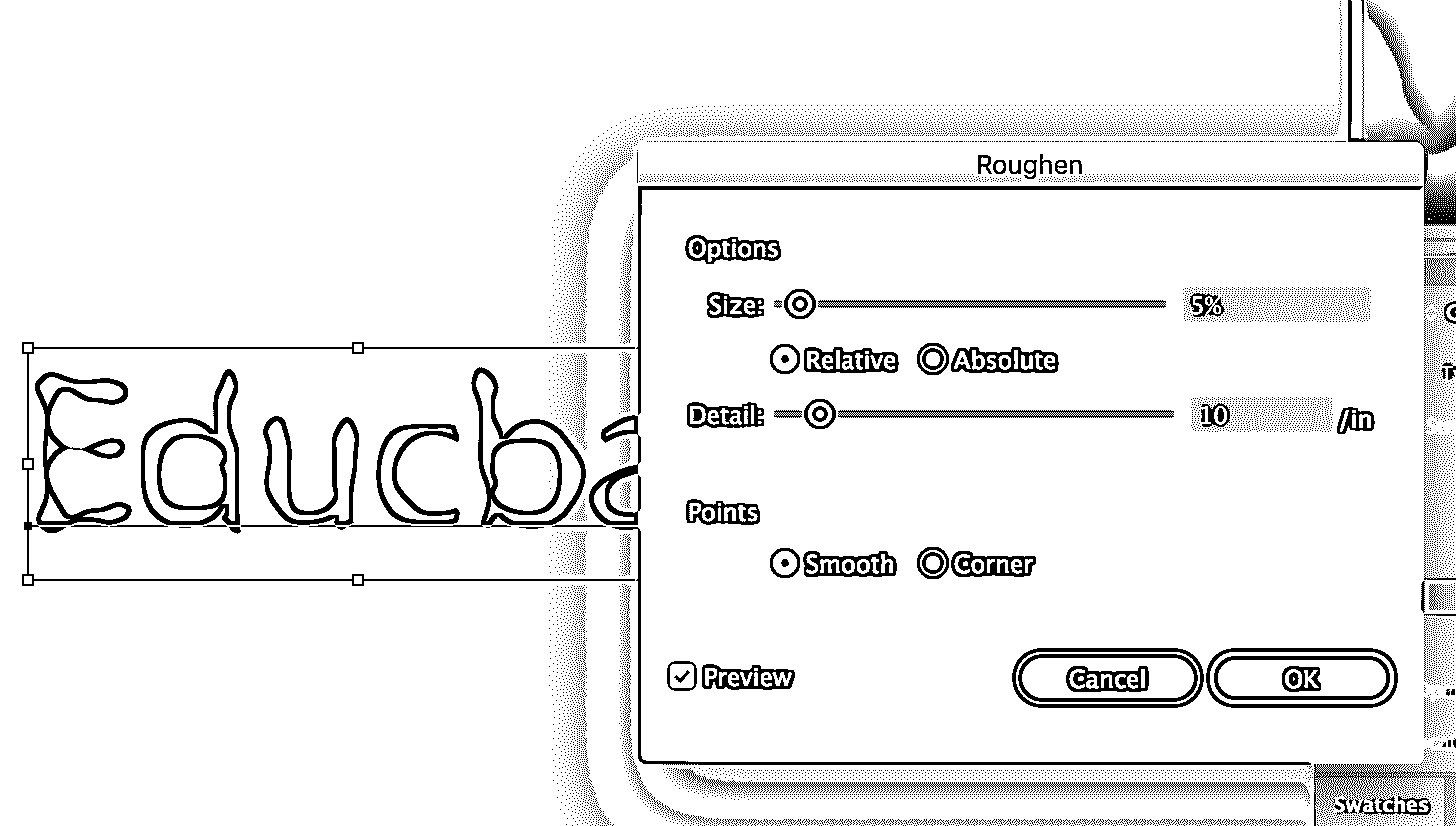 Roughen
Options
Size: 5%
Relative Absolute
Detail: 10 /in
Educba
Points
Smooth Corner
Preview Cancel OK
Swatches